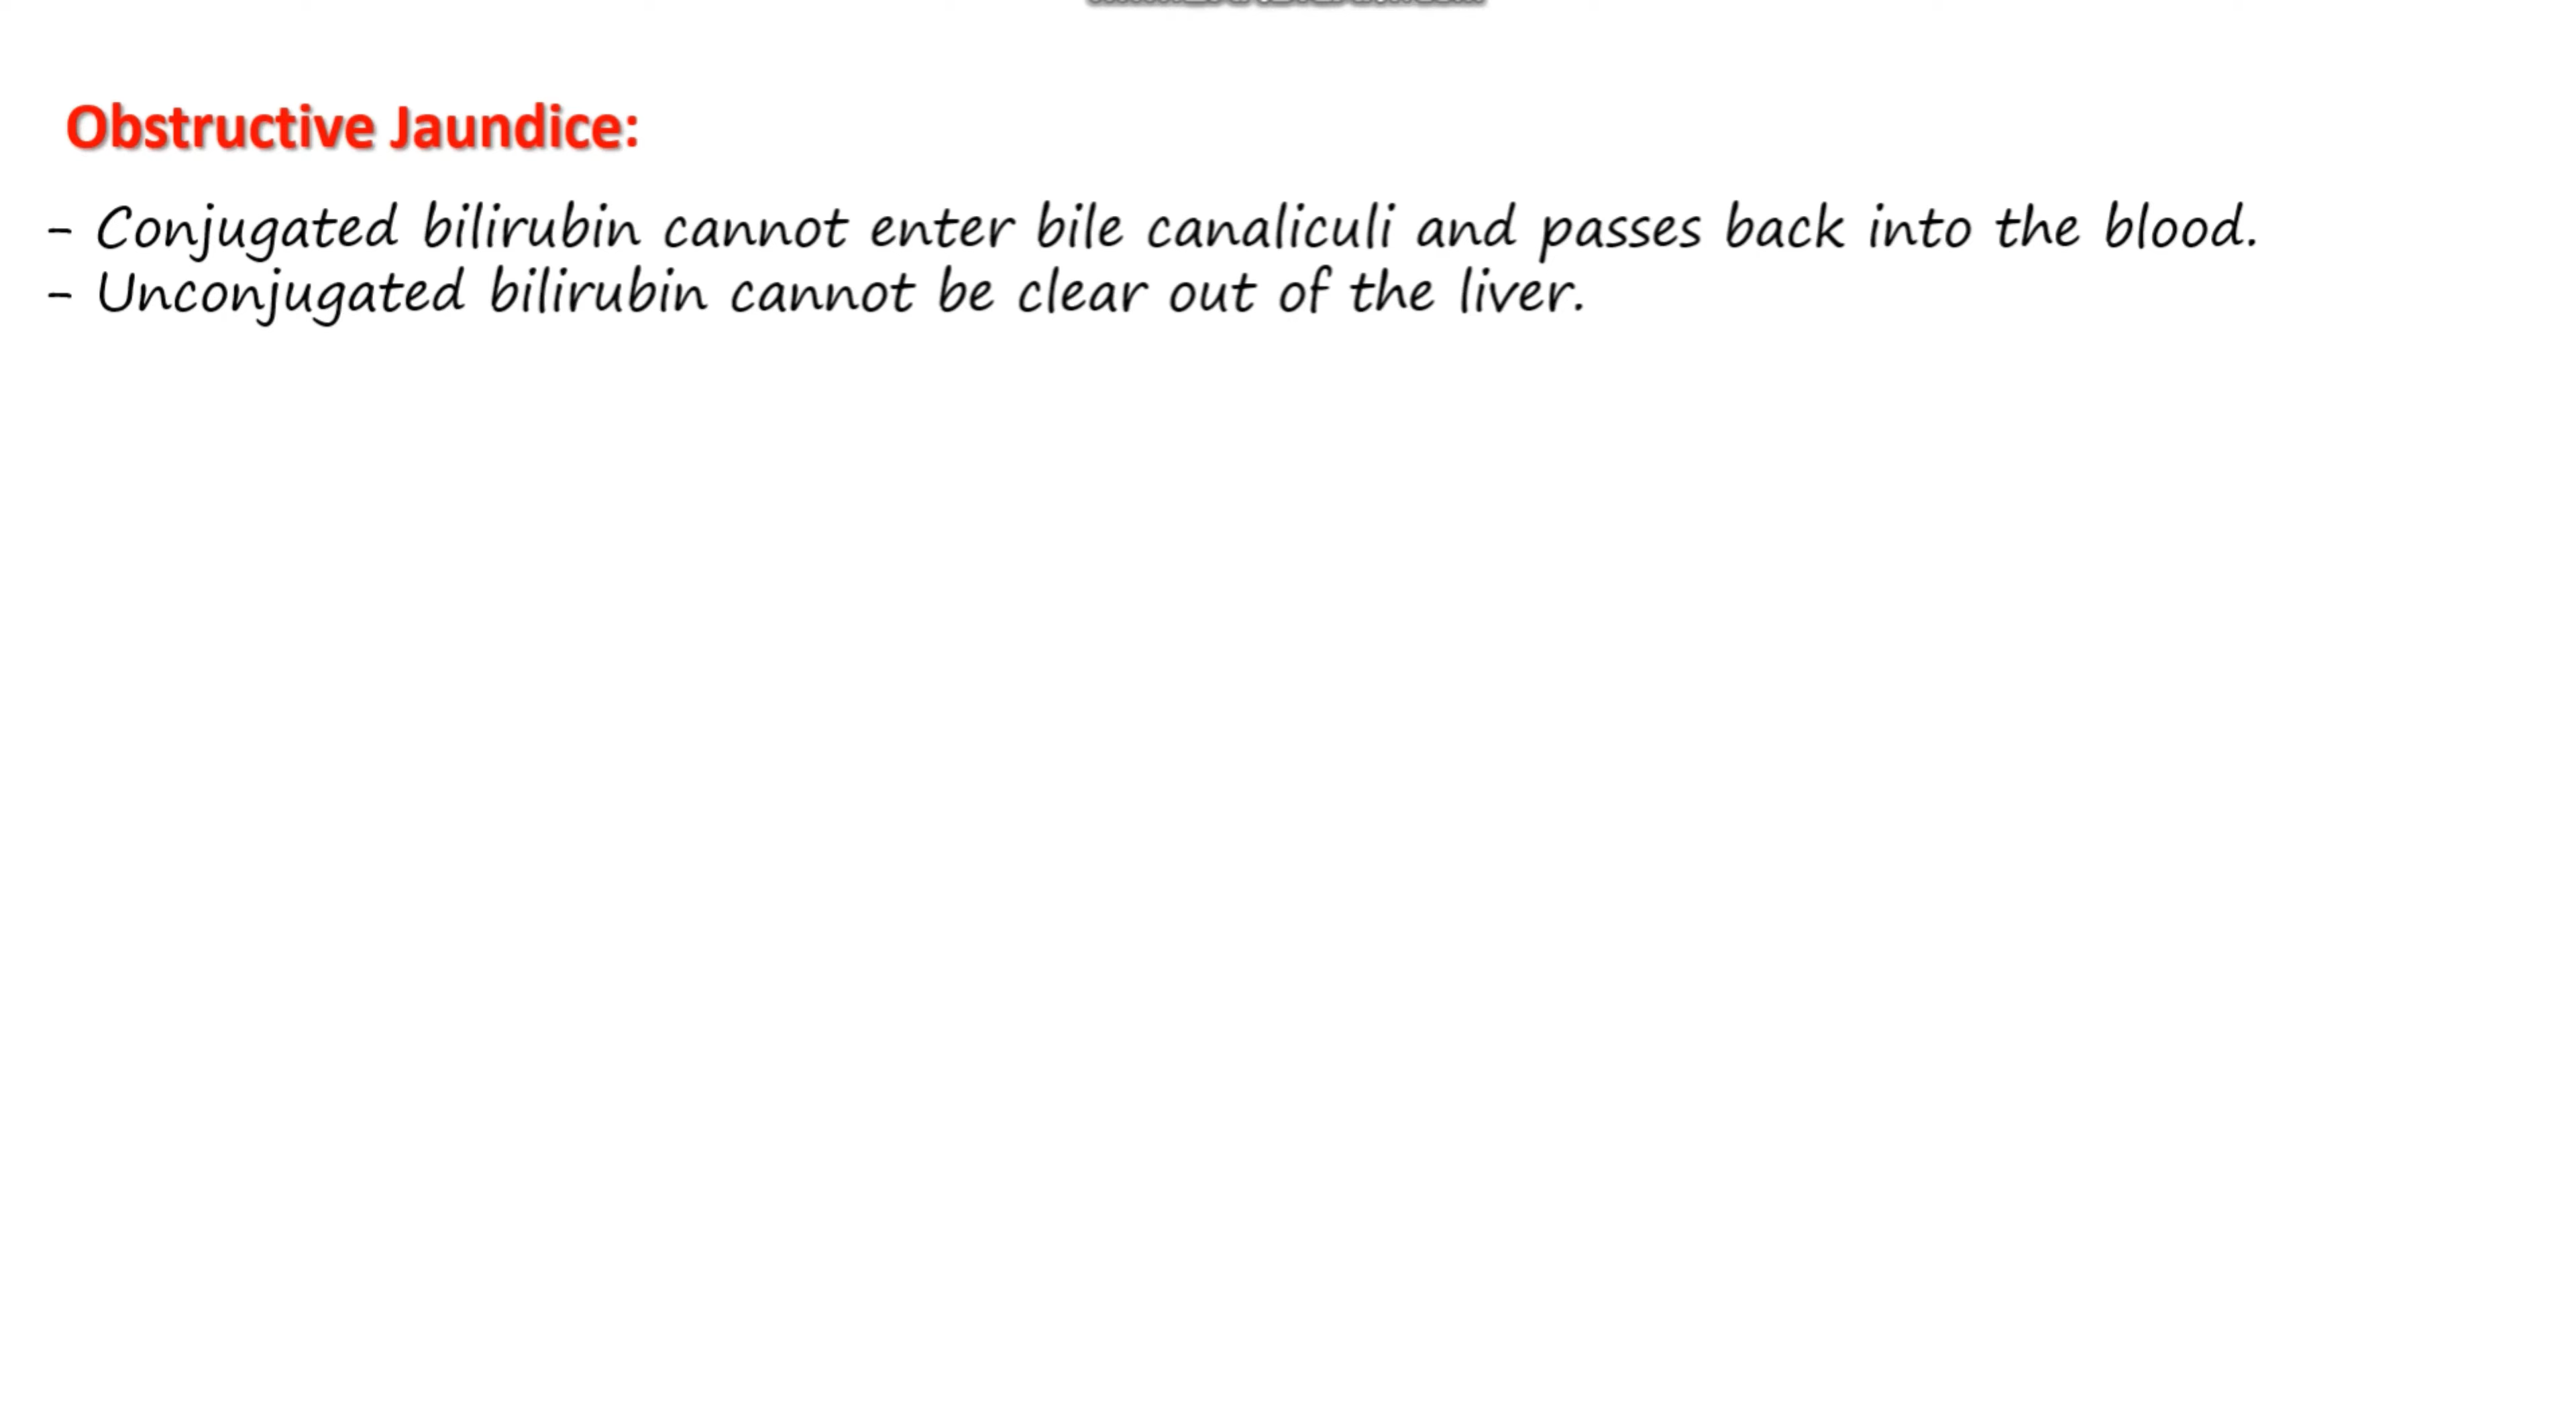 Obstructive Jaundice:
- Conjugated bilirubin cannot enter bile canaliculi and passes back into the blood.
- Unconjugated bilirubin cannot be clear out of the liver.